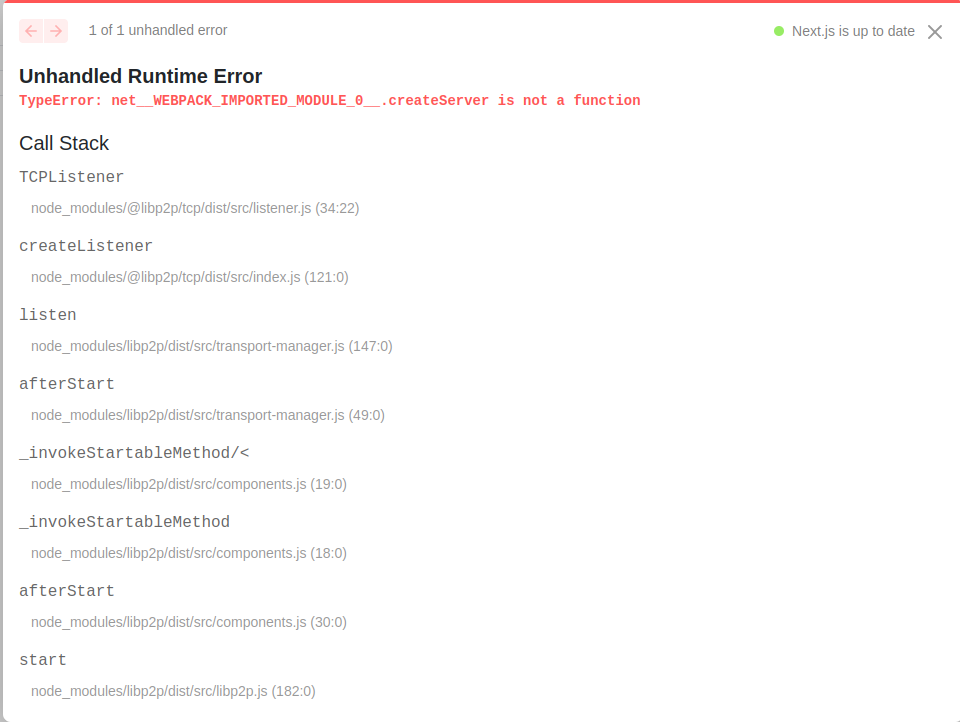 1 of 1 unhandled error
Next.js is up to date
Unhandled Runtime Error
TypeError: net__WEBPACK_IMPORTED_MODULE_0__.createServer is not a function
Call Stack
TCPListener
node_modules/@libp2p/tcp/dist/src/listener.js (34:22)
createListener
node_modules/@libp2p/tcp/dist/src/index.js (121:0)
listen
node_modules/libp2p/dist/src/transport-manager.js (147:0)
afterStart
node_modules/libp2p/dist/src/transport-manager.js (49:0)
_invokeStartableMethod/<
node_modules/libp2p/dist/src/components.js (19:0)
_invokeStartableMethod
node_modules/libp2p/dist/src/components.js (18:0)
afterStart
node_modules/libp2p/dist/src/components.js (30:0)
start
node_modules/libp2p/dist/src/libp2p.js (182:0)